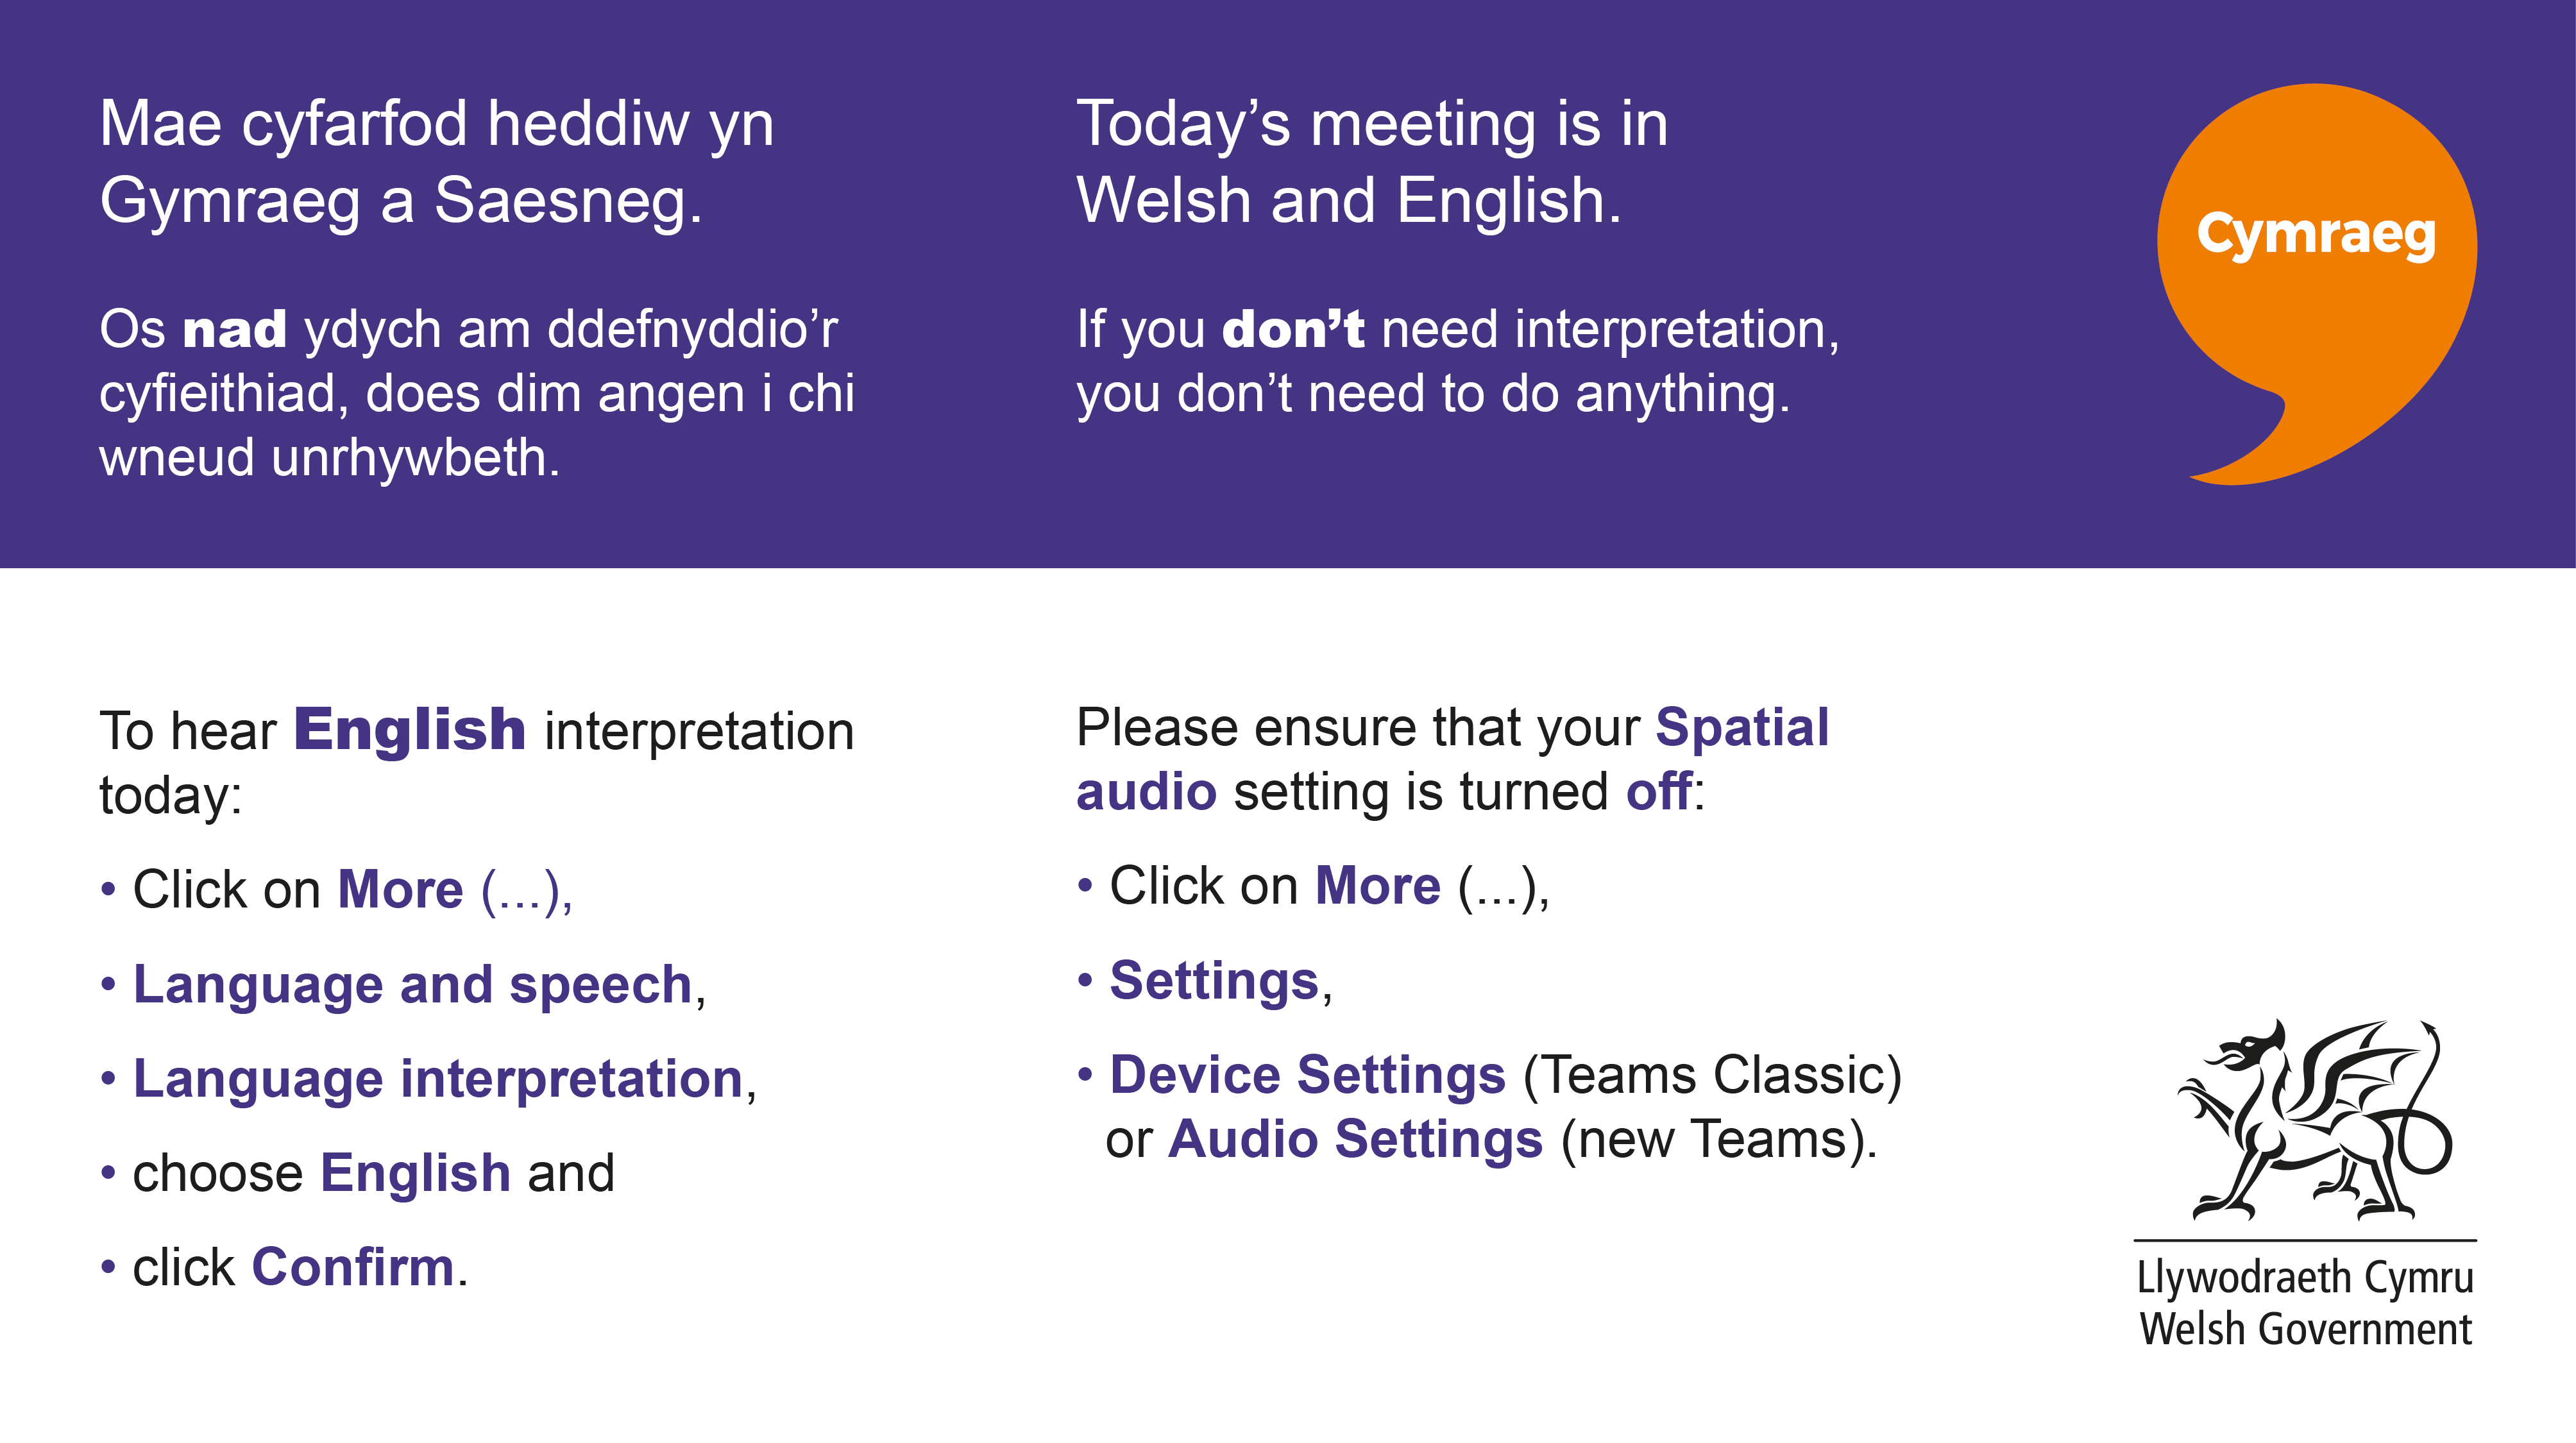 Mae cyfarfod heddiw yn
Gymraeg a Saesneg.
Os nad ydych am ddefnyddio’r
cyfieithiad, does dim angen i chi
wneud unrhywbeth.
Today’s meeting is in
Welsh and English.
If you don’t need interpretation,
you don’t need to do anything.
Cymraeg
To hear English interpretation
today:
• Click on More (...),
• Language and speech,
• Language interpretation,
• choose English and
• click Confirm.
Please ensure that your Spatial
audio setting is turned off:
• Click on More (...),
• Settings,
• Device Settings (Teams Classic)
or Audio Settings (new Teams).
Llywodraeth Cymru
Welsh Government